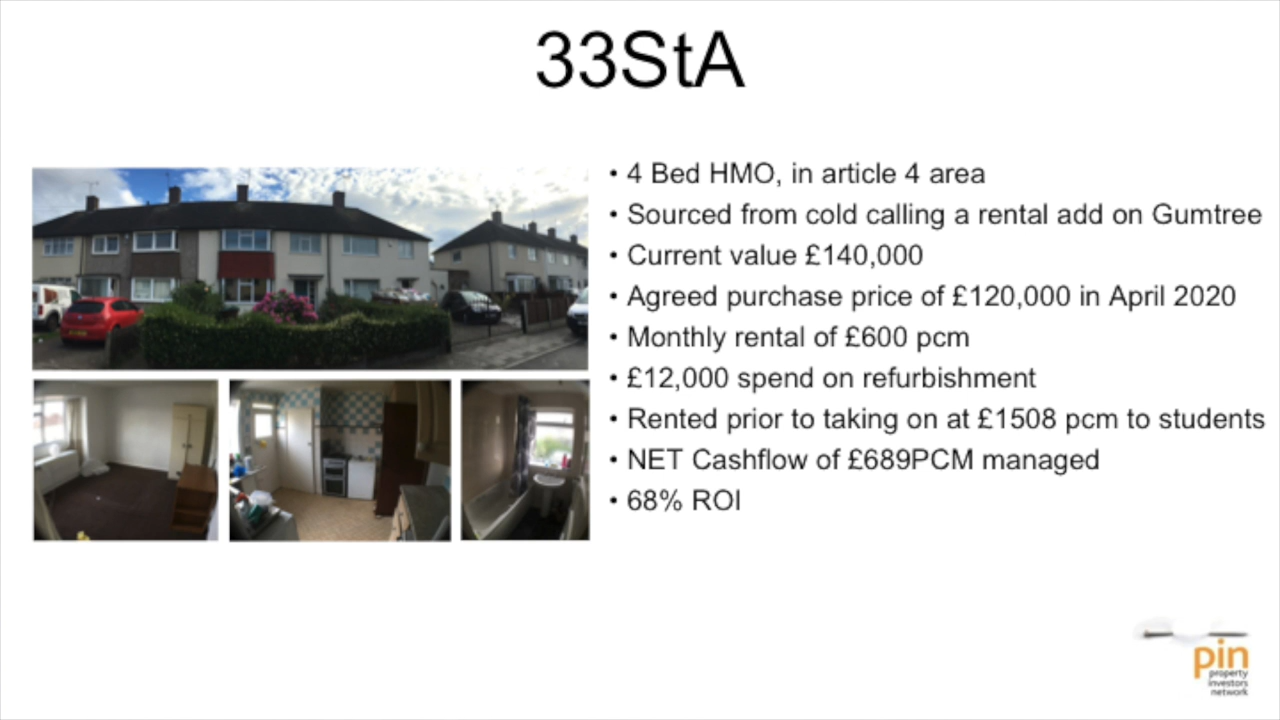 33StA
• 4 Bed HMO, in article 4 area
• Sourced from cold calling a rental add on Gumtree
• Current value £140,000
• Agreed purchase price of £120,000 in April 2020
• Monthly rental of £600 pcm
• £12,000 spend on refurbishment
• Rented prior to taking on at £1508 pcm to students
• NET Cashflow of £689PCM managed
• 68% ROI
pin
property
investors
network